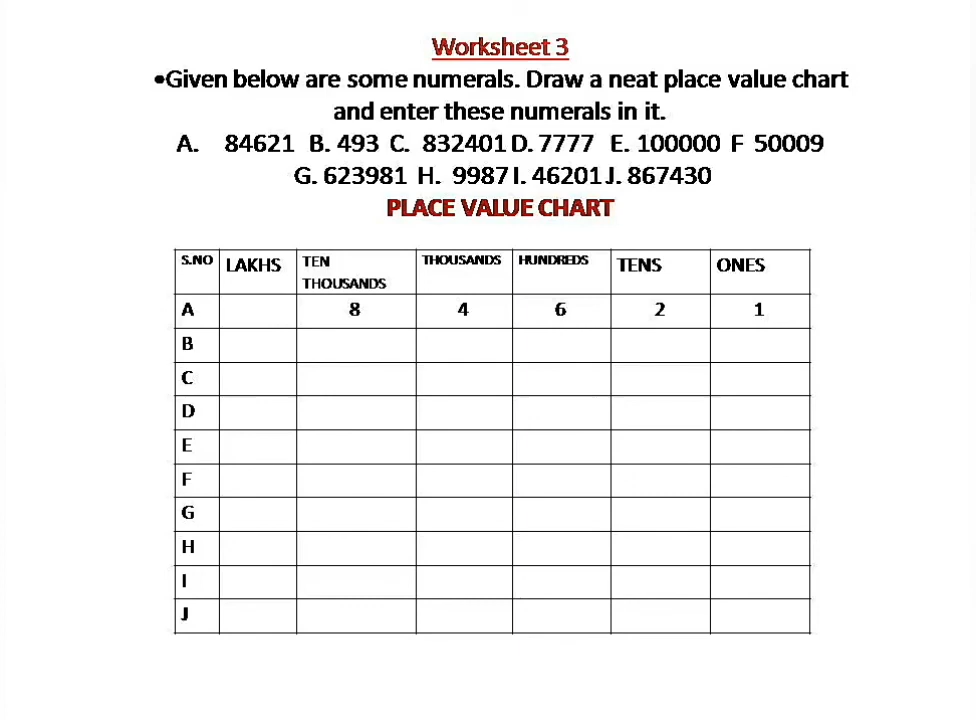 Worksheet 3
•Given below are some numerals. Draw a neat place value chart
and enter these numerals in it.
A. 84621 B. 493 C. 832401 D. 7777 E. 100000 F 50009
G. 623981 H. 9987 I. 46201 J. 867430
PLACE VALUE CHART
S.NO LAKHS TEN THOUSANDS THOUSANDS HUNDREDS TENS ONES
A 8 4 6 2 1
B
C
D
E
F
G
H
I
J